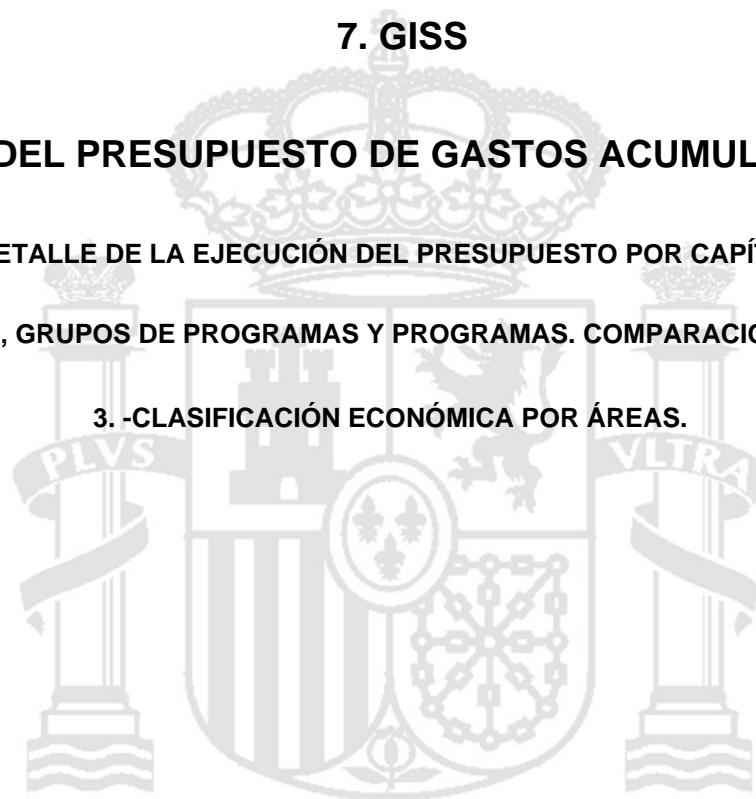 7. GISS
DEL PRESUPUESTO DE GASTOS ACUMUL
ETALLE DE LA EJECUCIÓN DEL PRESUPUESTO POR CAPÍ
, GRUPOS DE PROGRAMAS Y PROGRAMAS. COMPARACI
3. -CLASIFICACIÓN ECONÓMICA POR ÁREAS.
PLVS
VLTRA